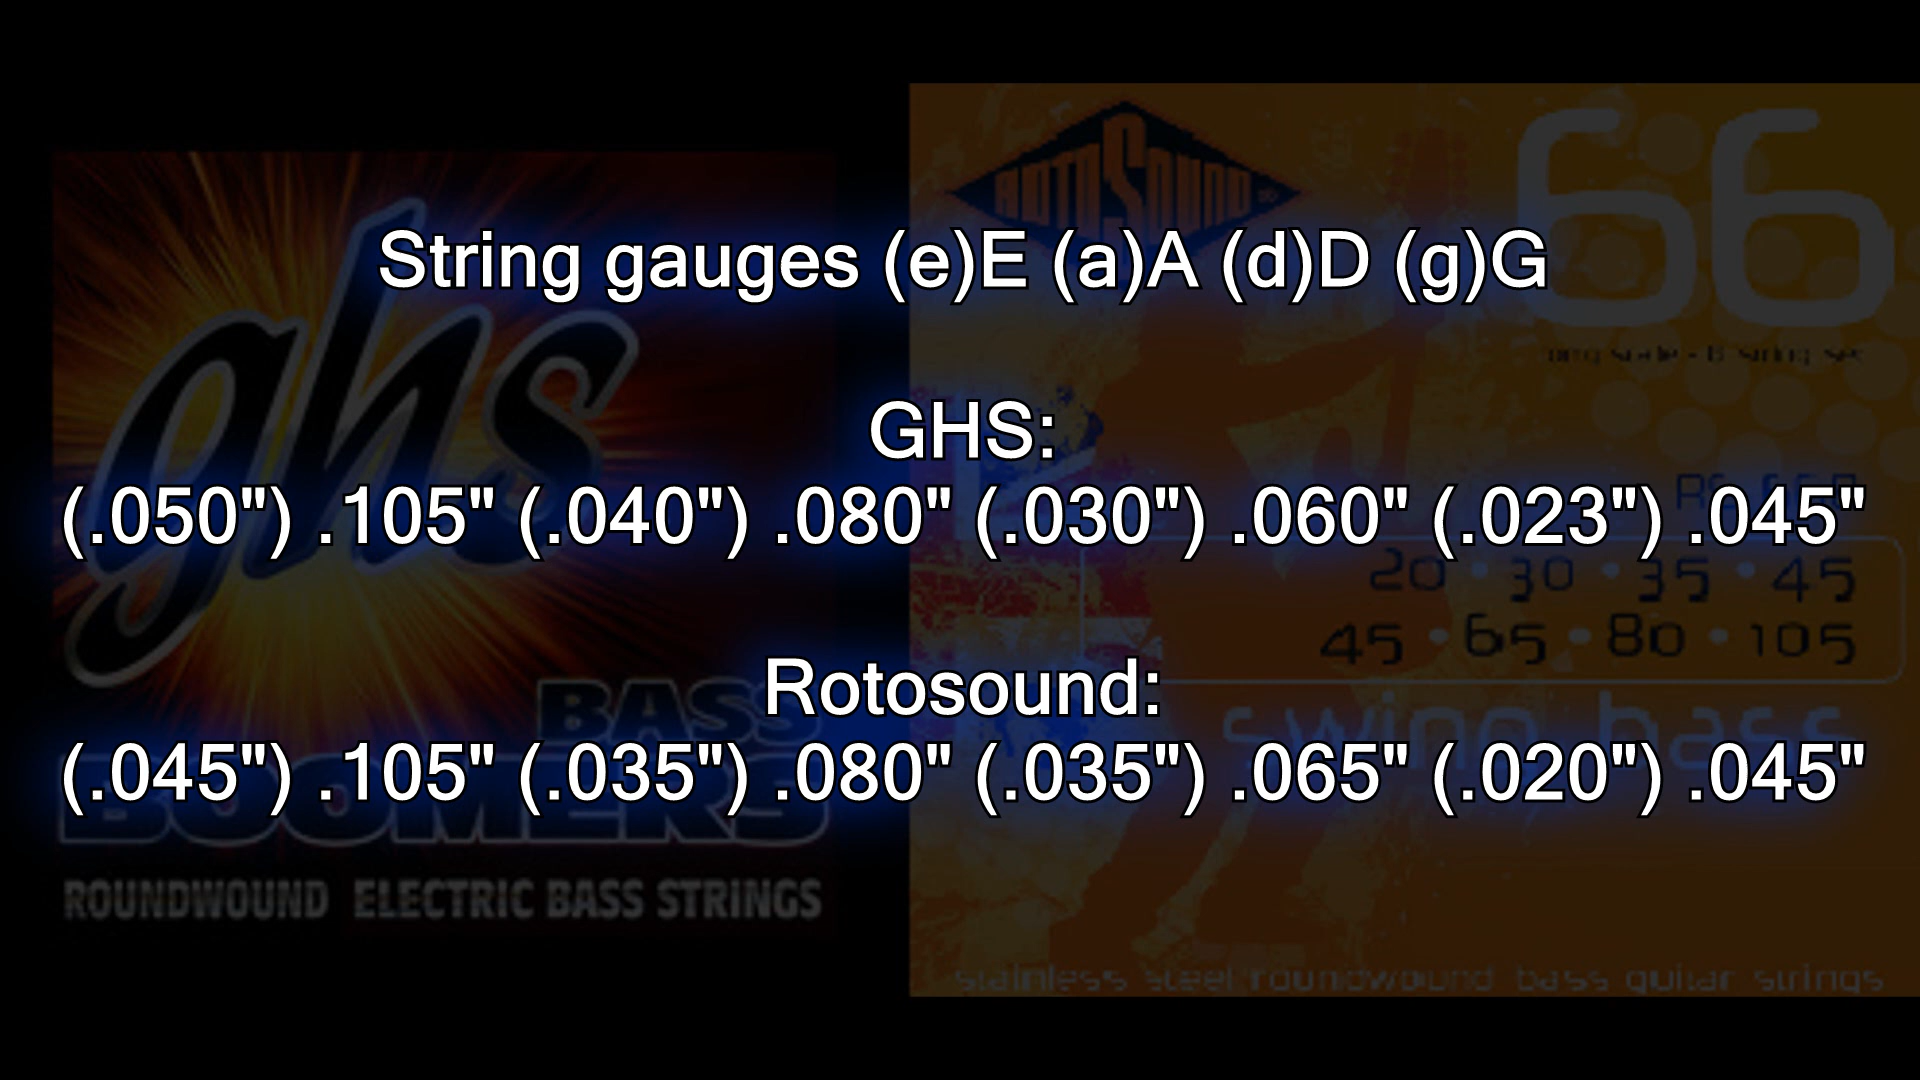 String gauges (e)E (a)A (d)D (g)G
GHS:
(.050") .105" (.040") .080" (.030") .060" (.023") .045"
Rotosound:
(.045") .105" (.035") .080" (.035") .065" (.020") .045"
ghs
BASS
BOOMERS
ROUNDWOUND ELECTRIC BASS STRINGS
ROTOSOUND
66
string set
20 • 30 • 35 • 45
45 • 65 • 80 • 105
swing bass
stainless steel roundwound bass guitar strings